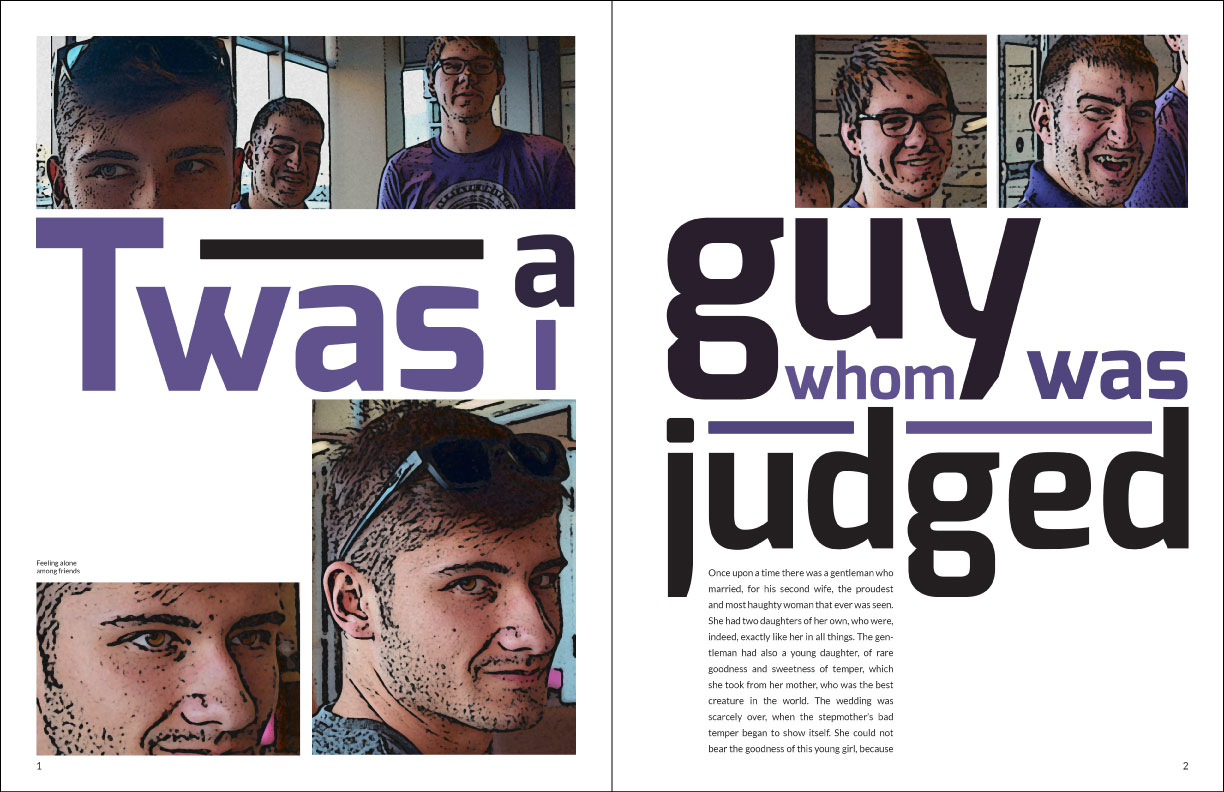 Twas a
I
Feeling alone
among friends
1
guy
whom was
judged
Once upon a time there was a gentleman who
married, for his second wife, the proudest
and most haughty woman that ever was seen.
She had two daughters of her own, who were,
indeed, exactly like her in all things. The gen-
tleman had also a young daughter, of rare
goodness and sweetness of temper, which
she took from her mother, who was the best
creature in the world. The wedding was
scarcely over, when the stepmother's bad
temper began to show itself. She could not
bear the goodness of this young girl, because
2